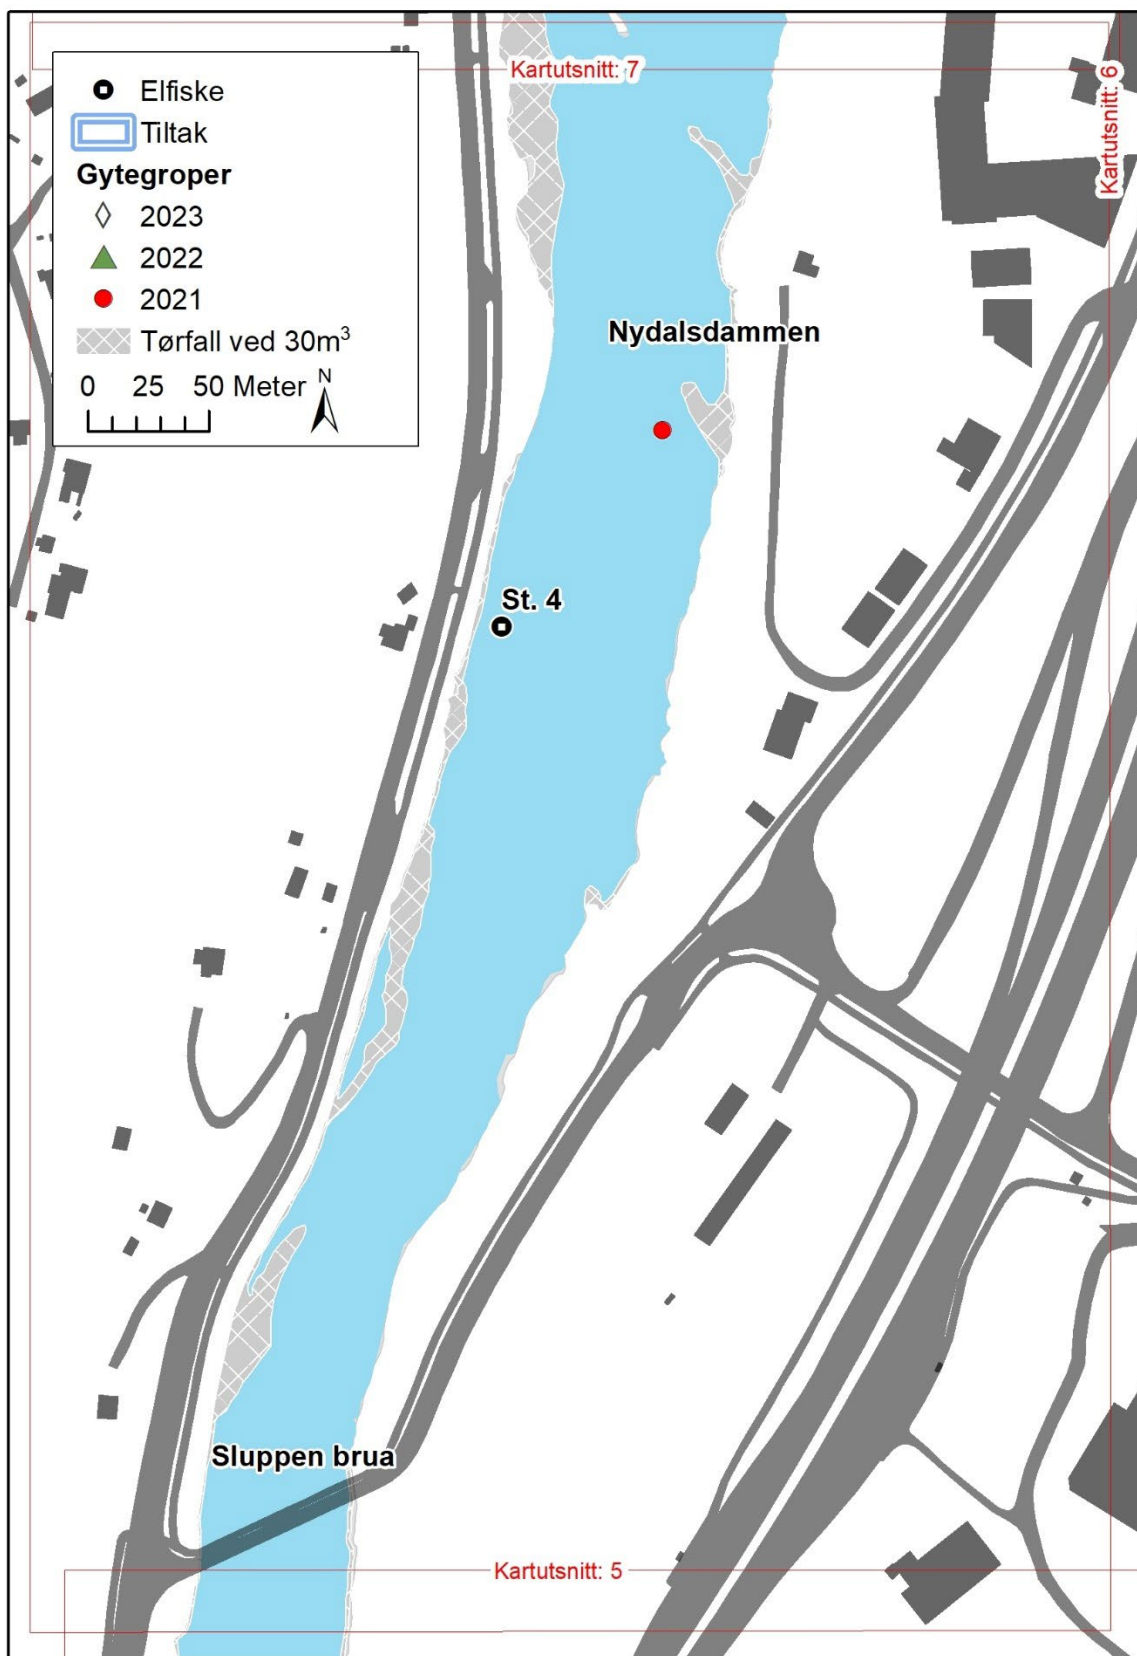 Kartutsnitt: 7
Kartutsnitt: 6
Elfiske
Tiltak
Gytegroper
2023
2022
2021
Tørfall ved 30m³
0 25 50 Meter N
Nydalsdammen
St. 4
Sluppen brua
Kartutsnitt: 5